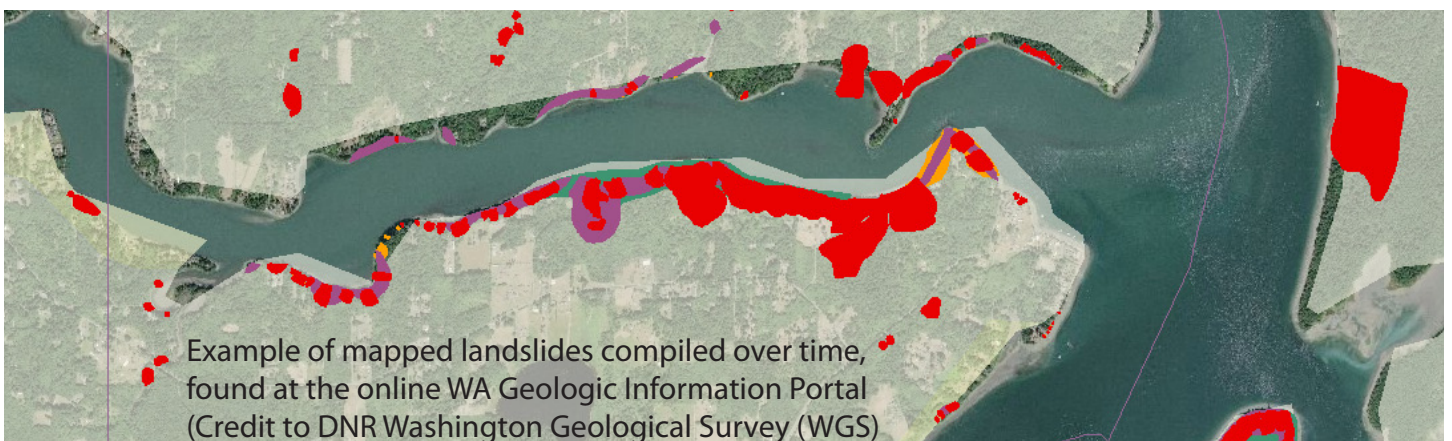 Example of mapped landslides compiled over time,
found at the online WA Geologic Information Portal
(Credit to DNR Washington Geological Survey (WGS)